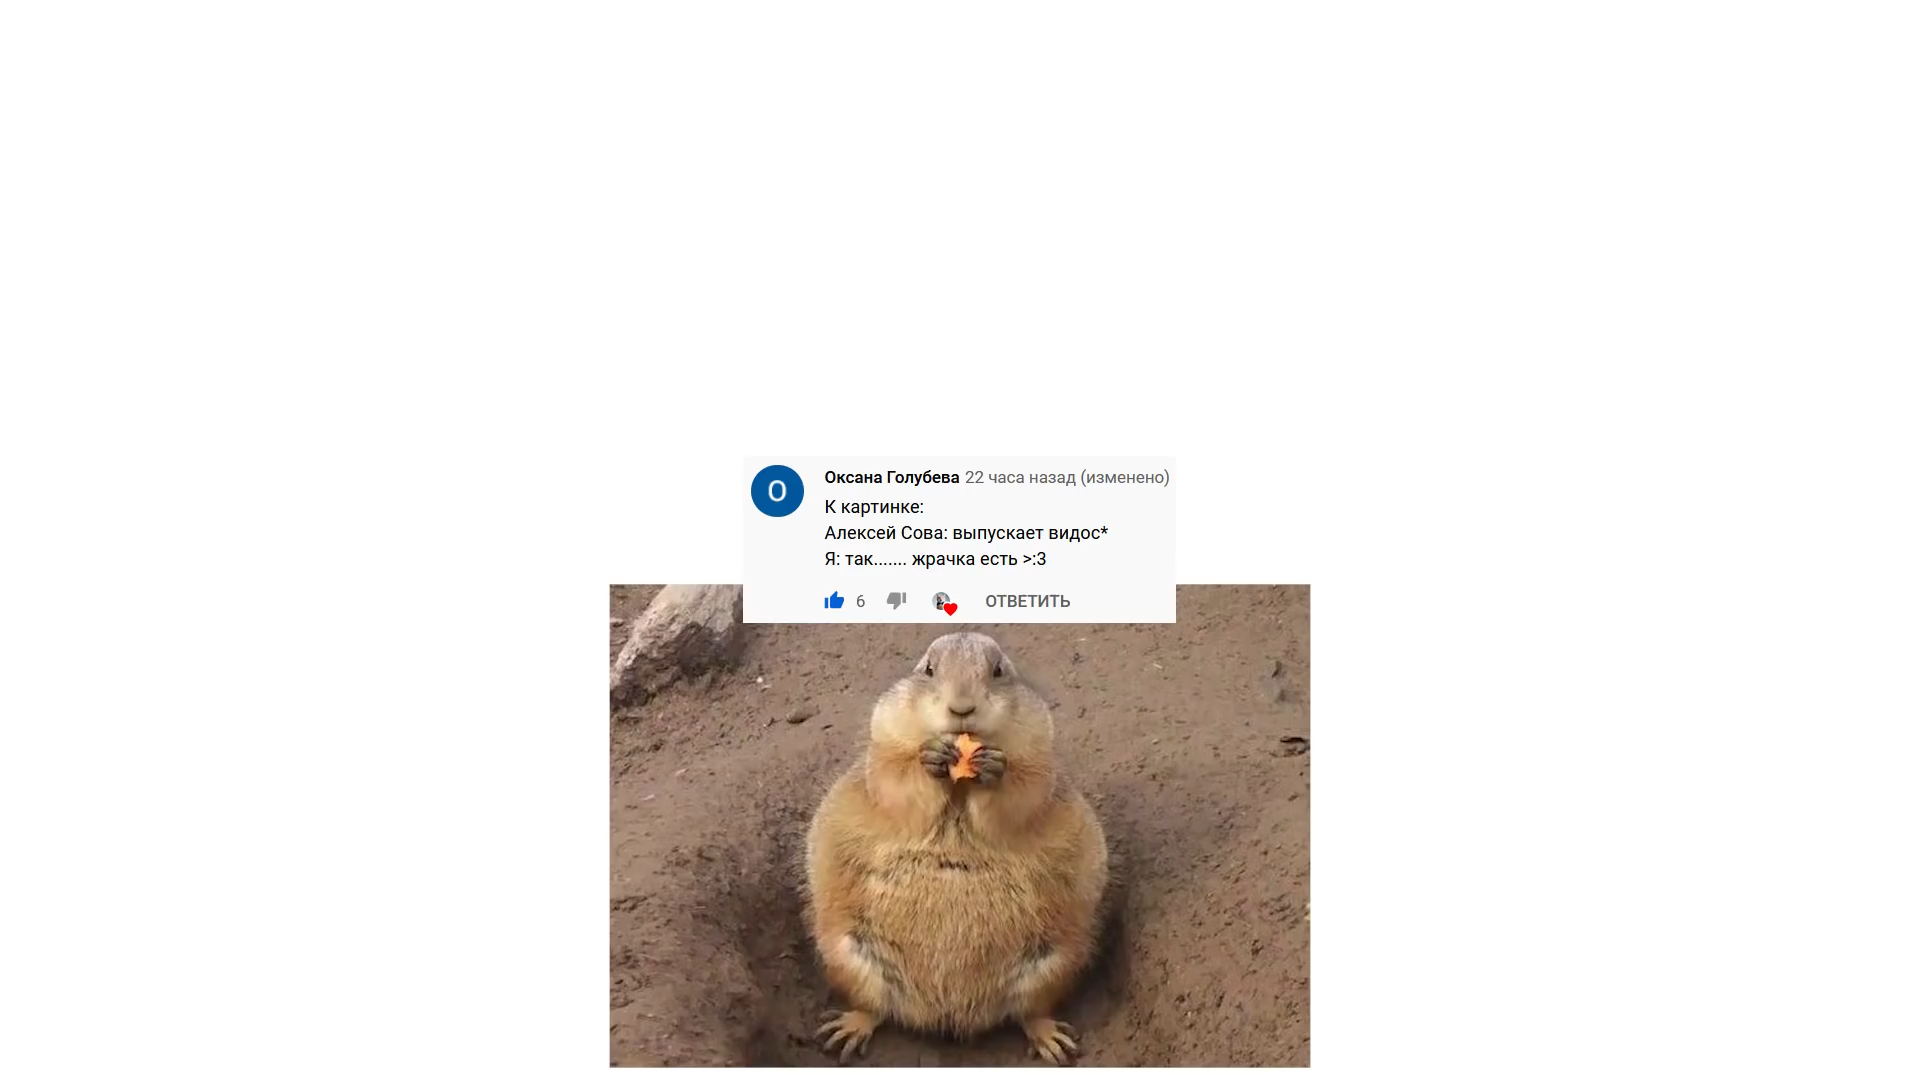 О
Оксана Голубева 22 часа назад (изменено)
К картинке:
Алексей Сова: выпускает видос*
Я: так....... жрачка есть >:3
6 ОТВЕТИТЬ